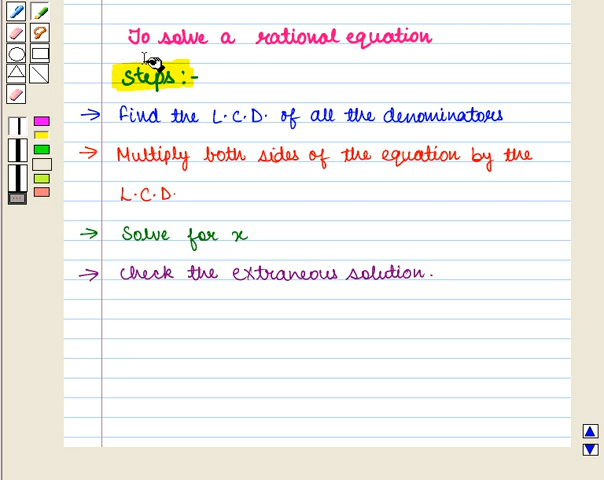 To solve a rational equation
Steps :-
→ Find the L.C.D. of all the denominators
→ Multiply both sides of the equation by the
L.C.D.
→ Solve for x
→ Check the extraneous solution.